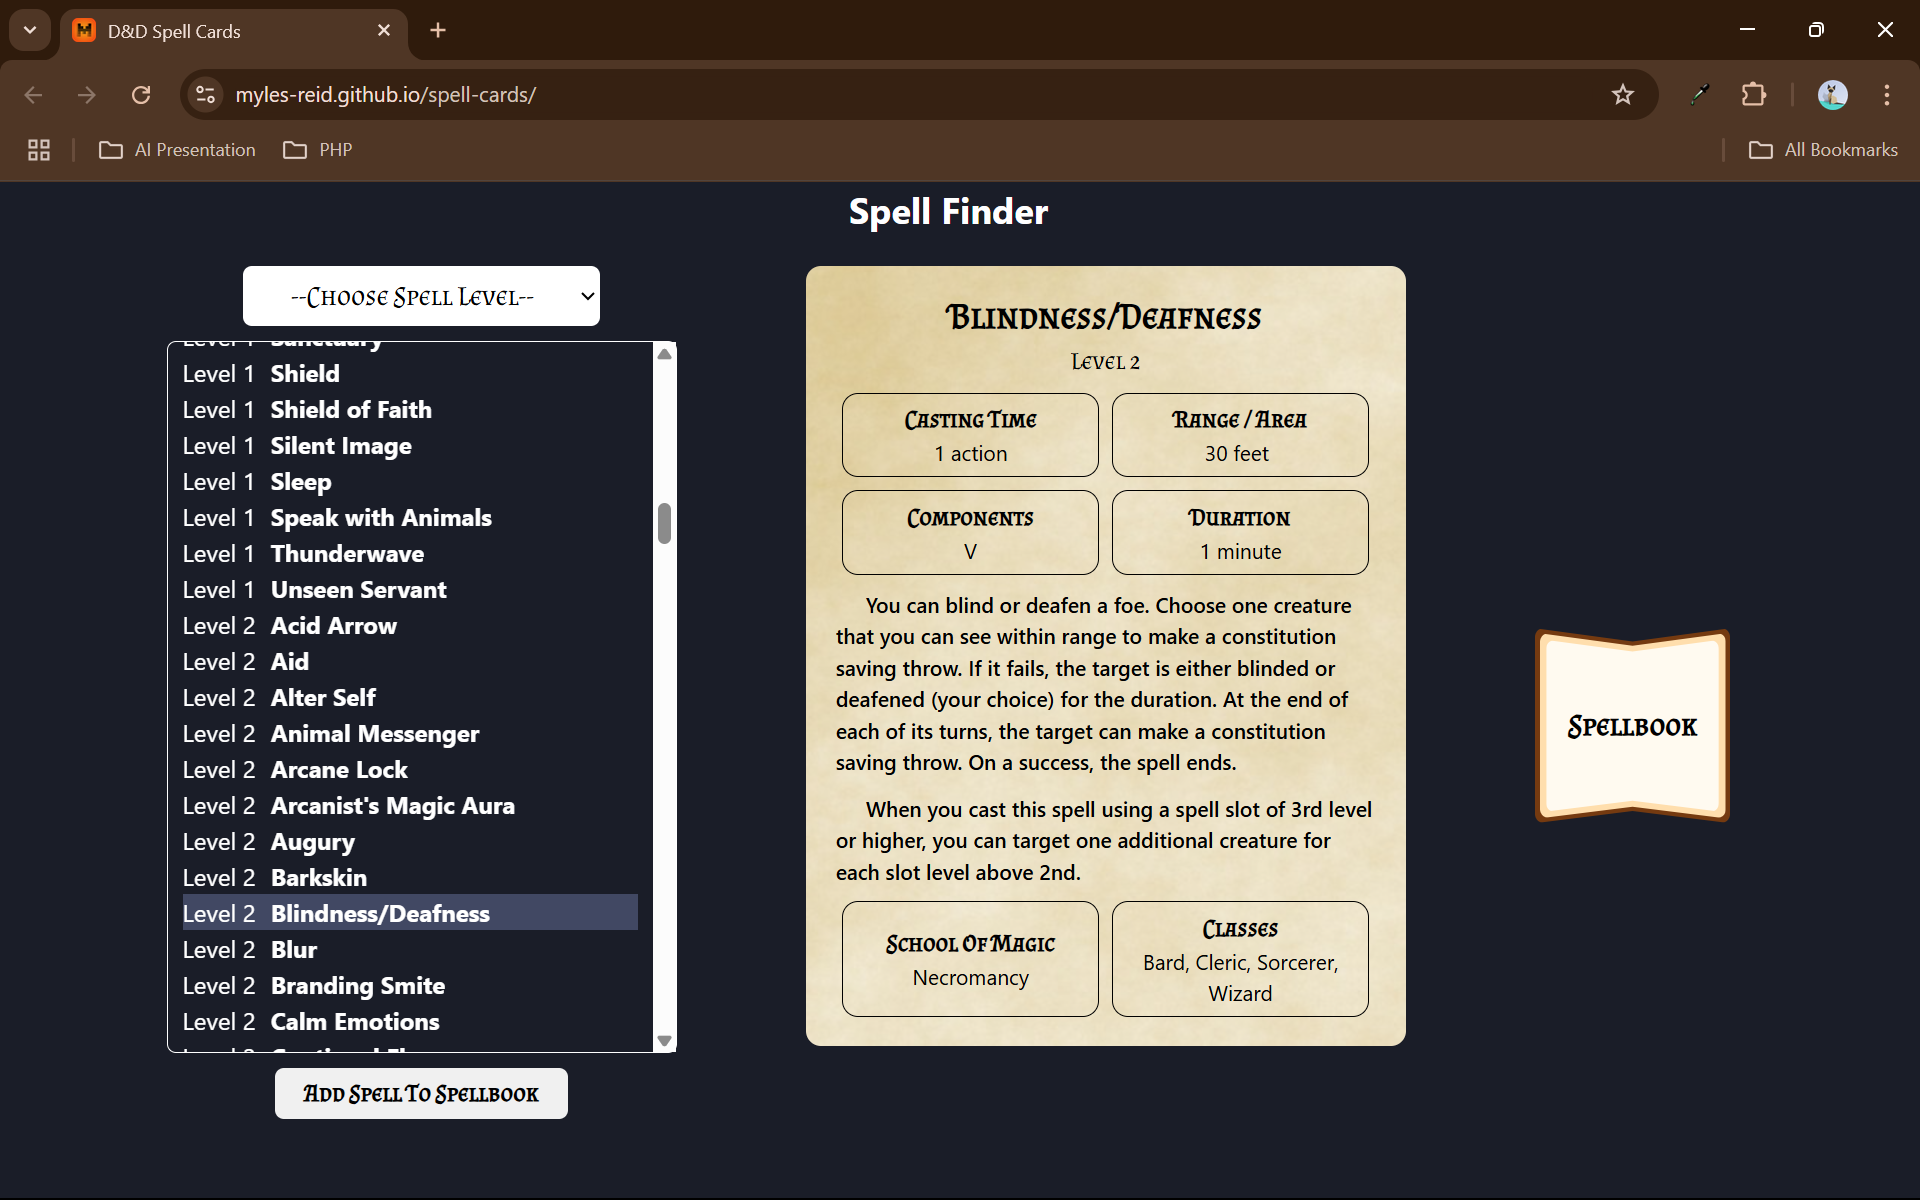 D&D Spell Cards
myles-reid.github.io/spell-cards/
AI Presentation
PHP
All Bookmarks
Spell Finder
--Choose Spell Level--
Level 1 Sanctuary
Level 1 Shield
Level 1 Shield of Faith
Level 1 Silent Image
Level 1 Sleep
Level 1 Speak with Animals
Level 1 Thunderwave
Level 1 Unseen Servant
Level 2 Acid Arrow
Level 2 Aid
Level 2 Alter Self
Level 2 Animal Messenger
Level 2 Arcane Lock
Level 2 Arcanist's Magic Aura
Level 2 Augury
Level 2 Barkskin
Level 2 Blindness/Deafness
Level 2 Blur
Level 2 Branding Smite
Level 2 Calm Emotions
Add Spell To Spellbook
Blindness/Deafness
Level 2
Casting Time
1 action
Range / Area
30 feet
Components
V
Duration
1 minute
You can blind or deafen a foe. Choose one creature
that you can see within range to make a constitution
saving throw. If it fails, the target is either blinded or
deafened (your choice) for the duration. At the end of
each of its turns, the target can make a constitution
saving throw. On a success, the spell ends.
When you cast this spell using a spell slot of 3rd level
or higher, you can target one additional creature for
each slot level above 2nd.
School Of Magic
Necromancy
Classes
Bard, Cleric, Sorcerer,
Wizard
Spellbook